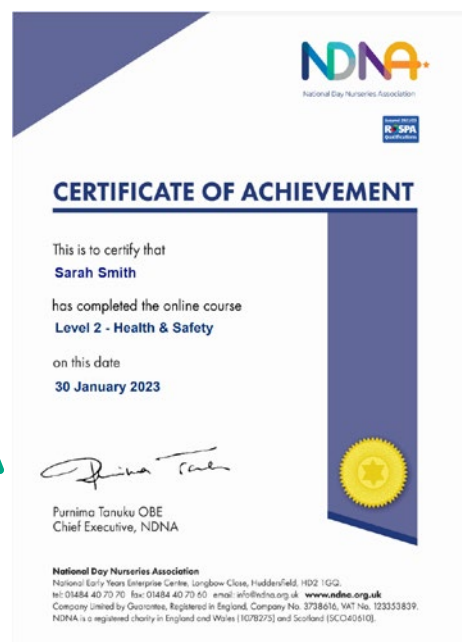 NDNA
National Day Nurseries Association
RoSPA
Qualifications
CERTIFICATE OF ACHIEVEMENT
This is to certify that
Sarah Smith
has completed the online course
Level 2 - Health & Safety
on this date
30 January 2023
Purnima Tanuku OBE
Chief Executive, NDNA
National Day Nurseries Association
National Early Years Enterprise Centre, Longbow Close, Huddersfield, HD2 1GQ.
tel: 01484 40 70 70 fax: 01484 40 70 60 email: info@ndna.org.uk www.ndna.org.uk
Company Limited by Guarantee, Registered in England, Company No. 3738616, VAT No. 123353839.
NDNA is a registered charity in England and Wales (1078275) and Scotland (SCO40610).